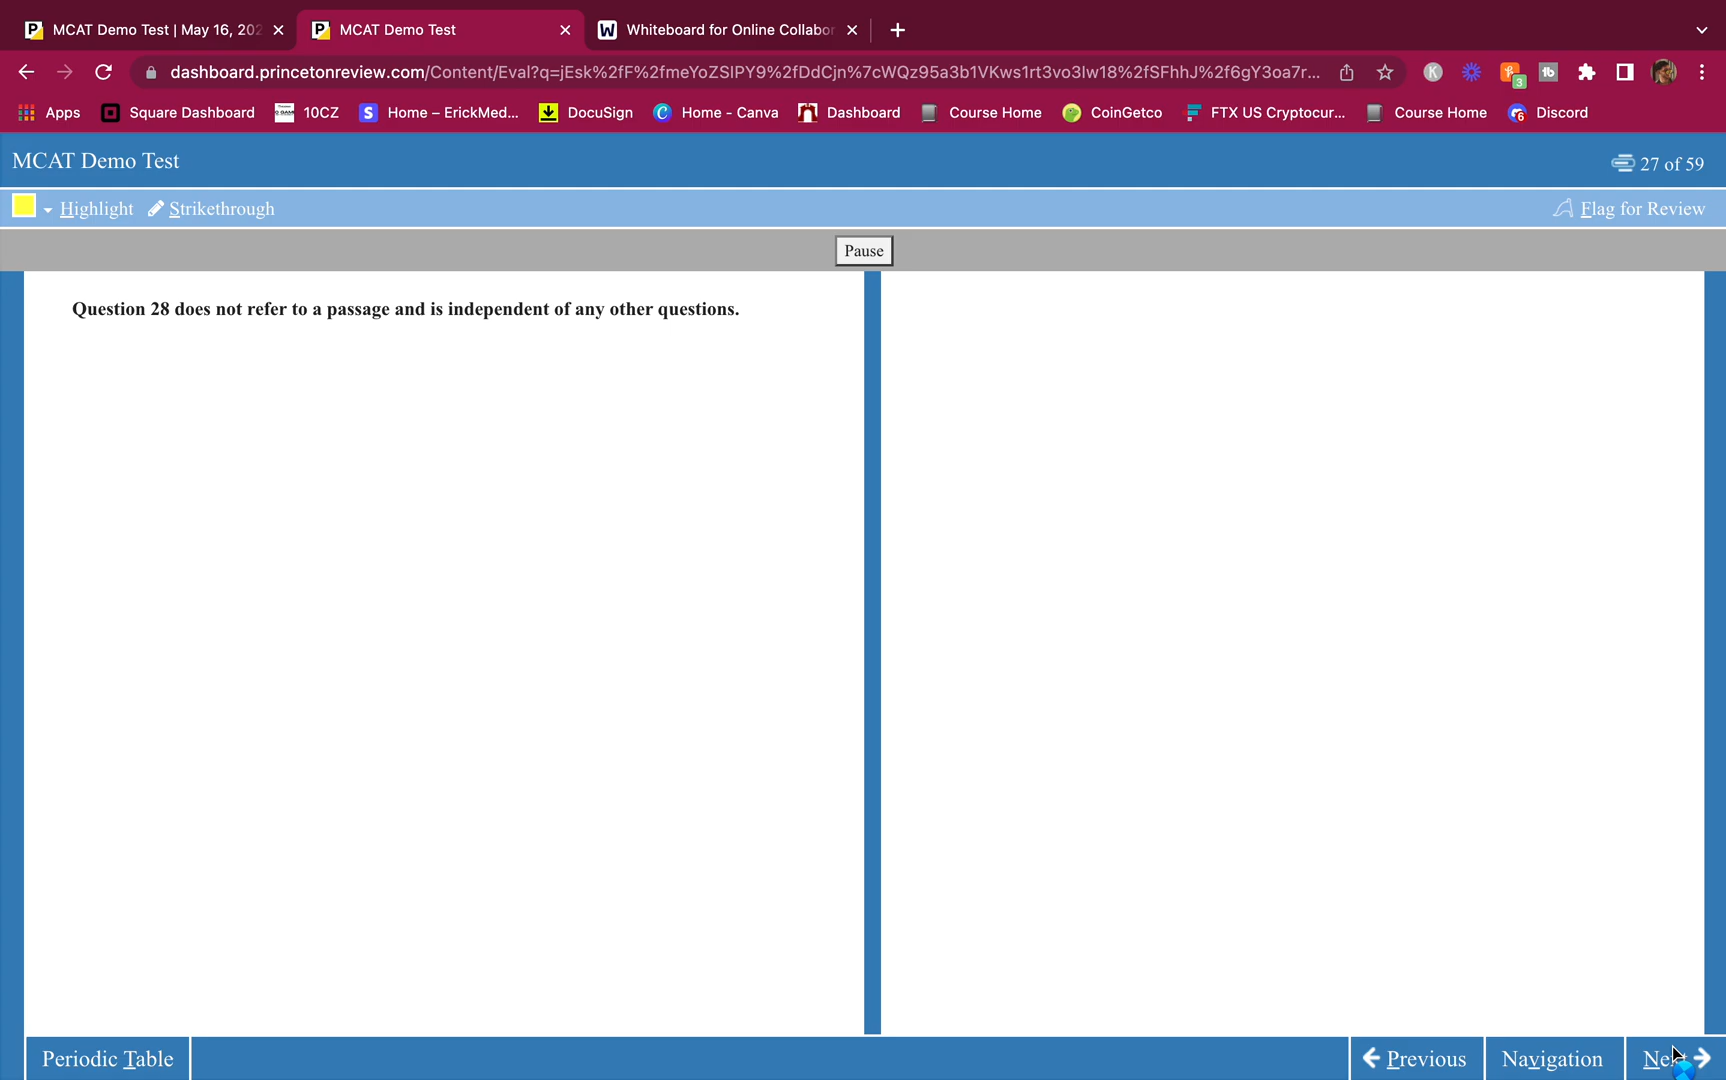 MCAT Demo Test | May 16, 202
MCAT Demo Test
Whiteboard for Online Collabor
dashboard.princetonreview.com/Content/Eval?q=jEsk%2fF%2fmeYoZSIPY9%2fDdCjn%7cWQz95a3b1VKws1rt3vo3lw18%2fSFhhJ%2f6gY3oa7r...
Apps Square Dashboard 10CZ Home – ErickMed... DocuSign Home - Canva Dashboard Course Home CoinGetco FTX US Cryptocur... Course Home Discord
MCAT Demo Test 27 of 59
Highlight Strikethrough Flag for Review
Pause
Question 28 does not refer to a passage and is independent of any other questions.
Periodic Table Previous Navigation Next